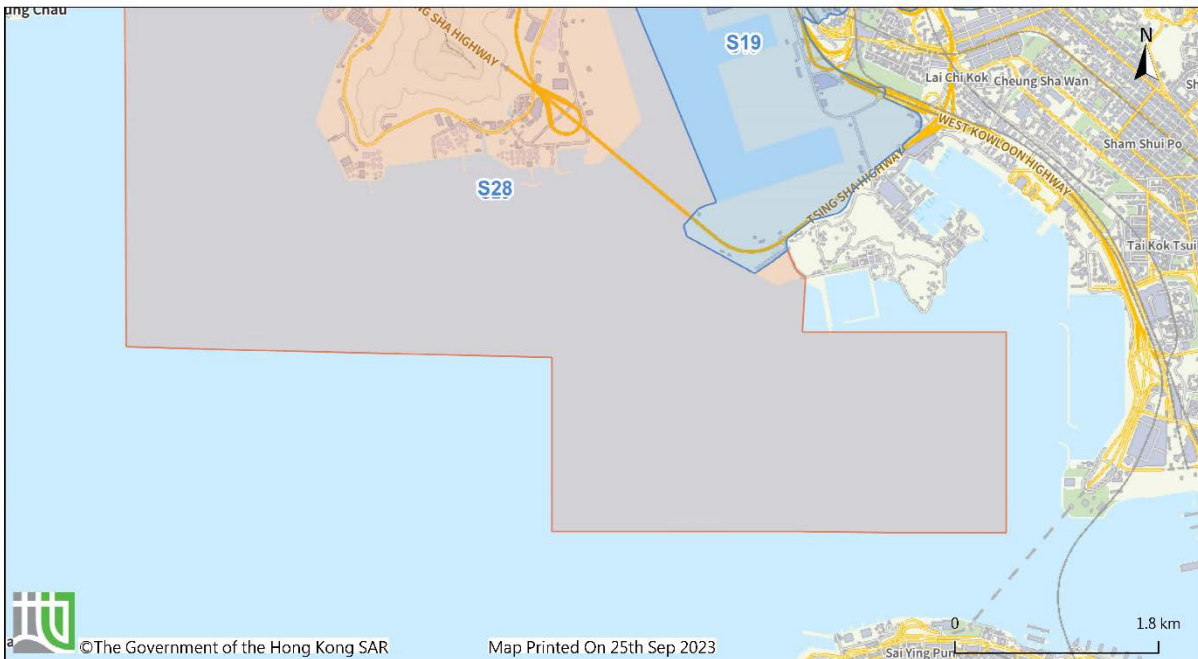 ung Chau
NG SHA HIGHWAY
S19
N
Lai Chi Kok
Cheung Sha Wan
Sh
WEST KOWLOON HIGHWAY
Sham Shui Po
TSING SHA HIGHWAY
S28
Tai Kok Tsui
0 1.8 km
©The Government of the Hong Kong SAR Map Printed On 25th Sep 2023
Sai Ying Pun